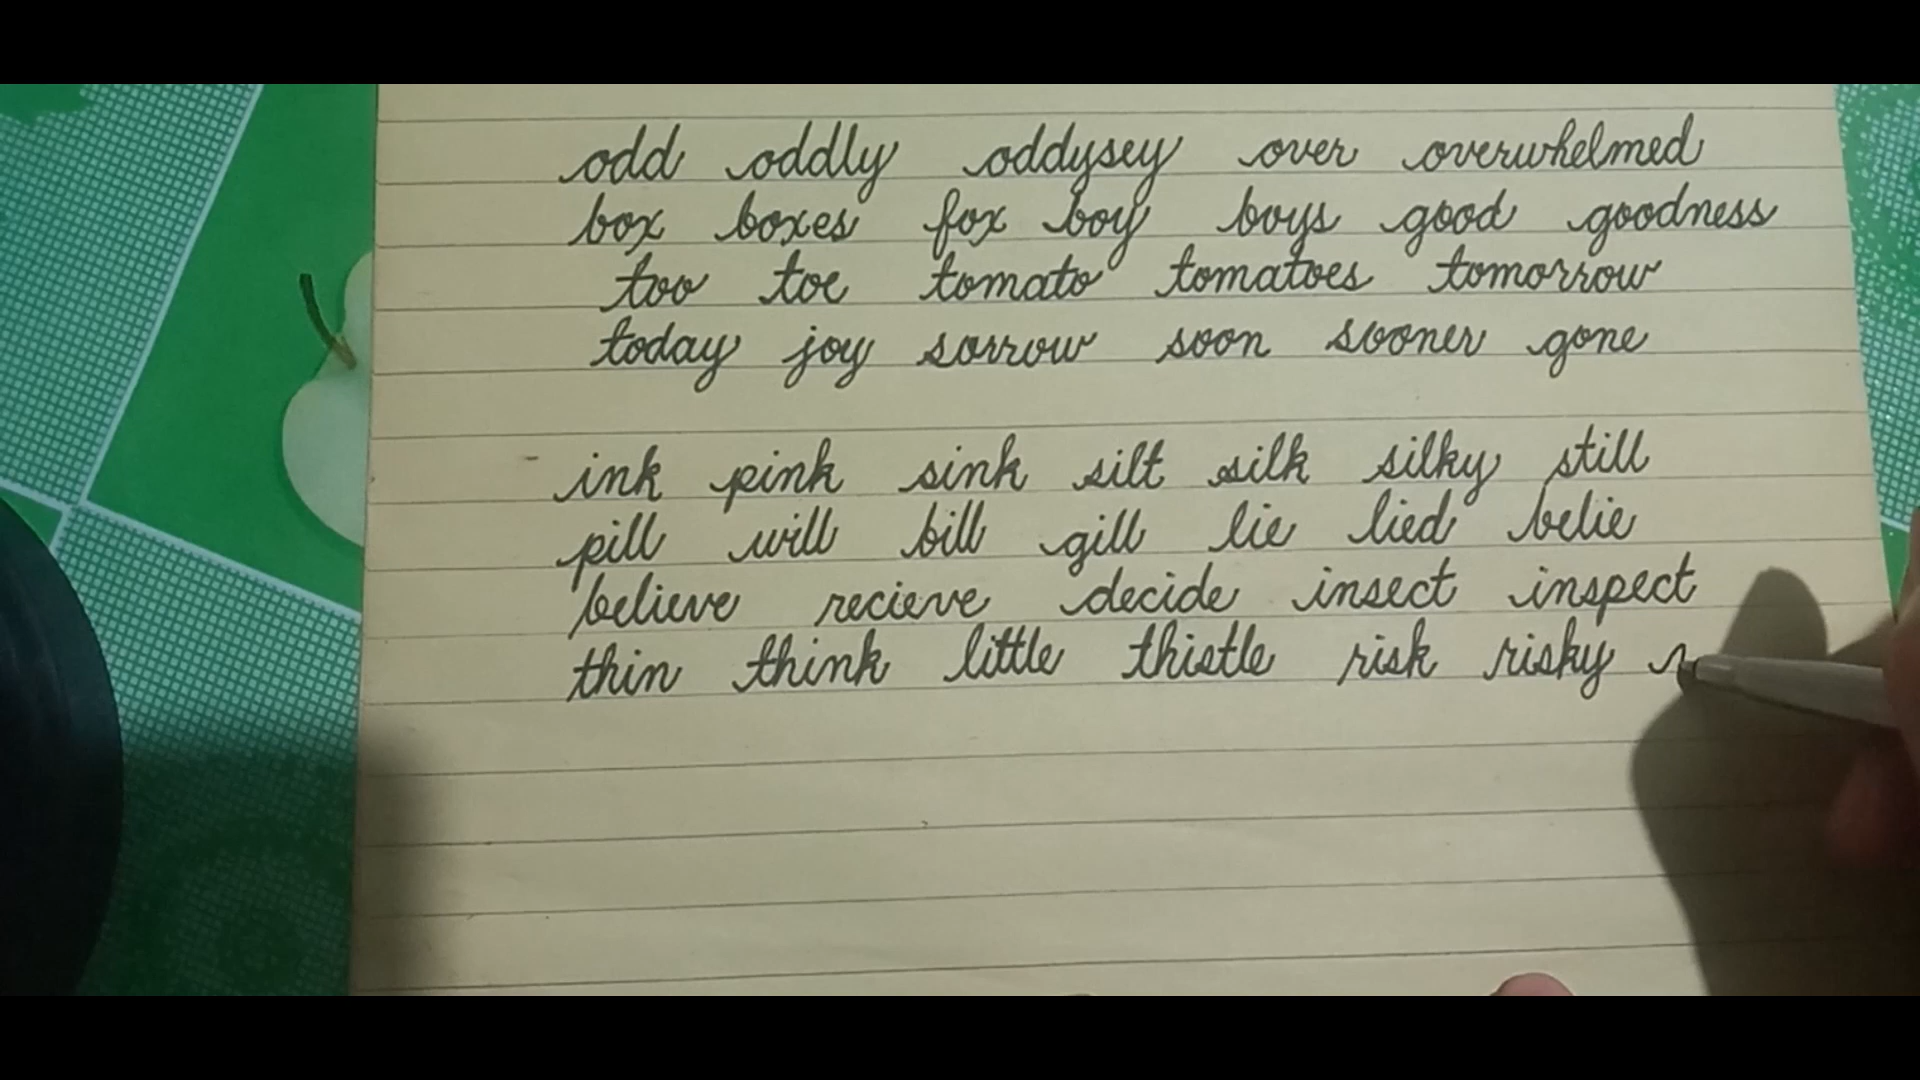 odd oddly oddysey over overwhelmed
box boxes fox boy boys good goodness
too toe tomato tomatoes tomorrow
today joy sorrow soon sooner gone
ink pink sink silt silk silky still
pill will bill gill lie lied belie
believe recieve decide insect inspect
thin think little thistle risk risky